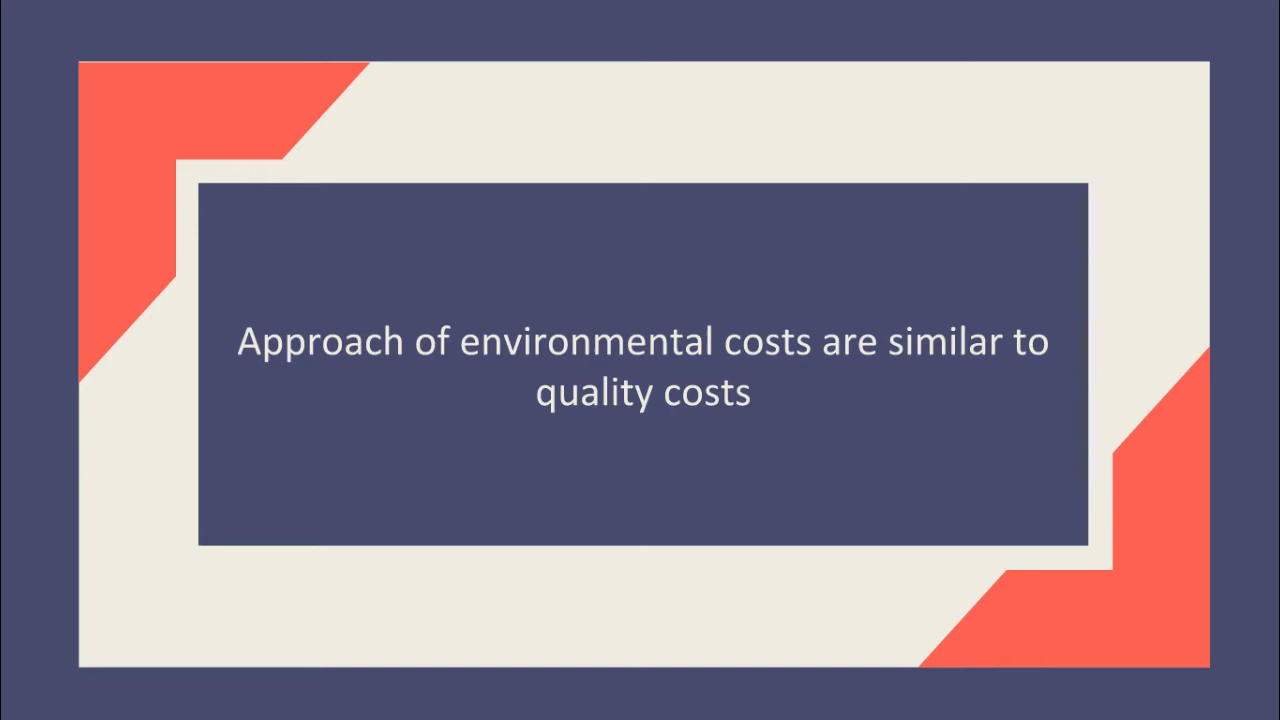 Approach of environmental costs are similar to
quality costs